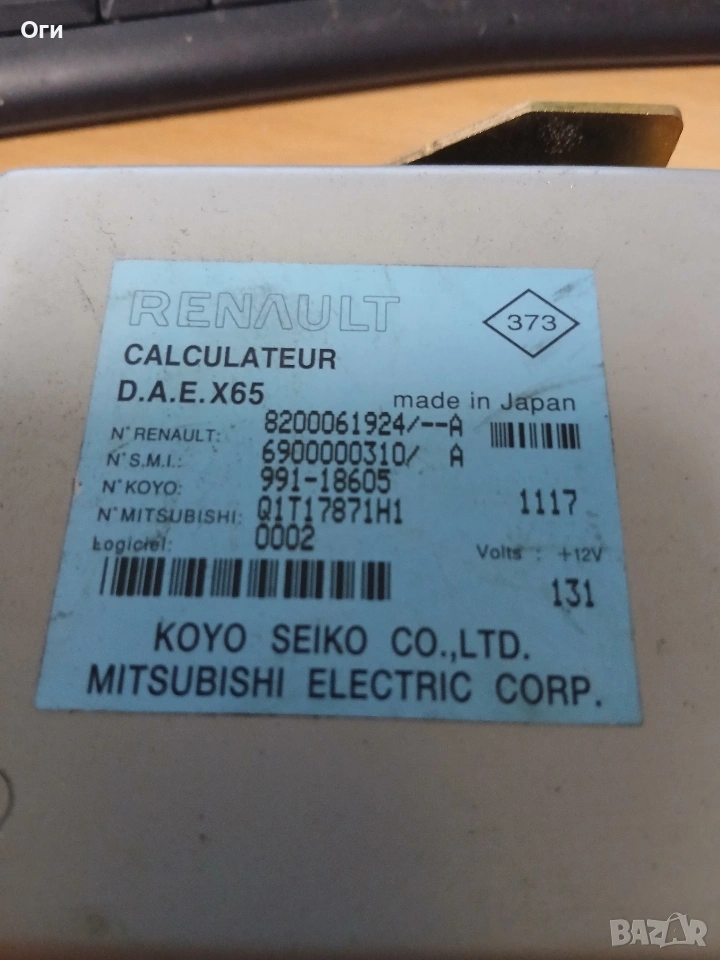 Оги
RENAULT
373
CALCULATEUR
D.A.E.X65
made in Japan
N° RENAULT: 8200061924/--A
N° S.M.I.: 6900000310/ A
N° KOYO: 991-18605
1117
N° MITSUBISHI: Q1T17871H1
Logiciel: 0002
Volts : +12V
131
KOYO SEIKO CO.,LTD.
MITSUBISHI ELECTRIC CORP.
BAZAR